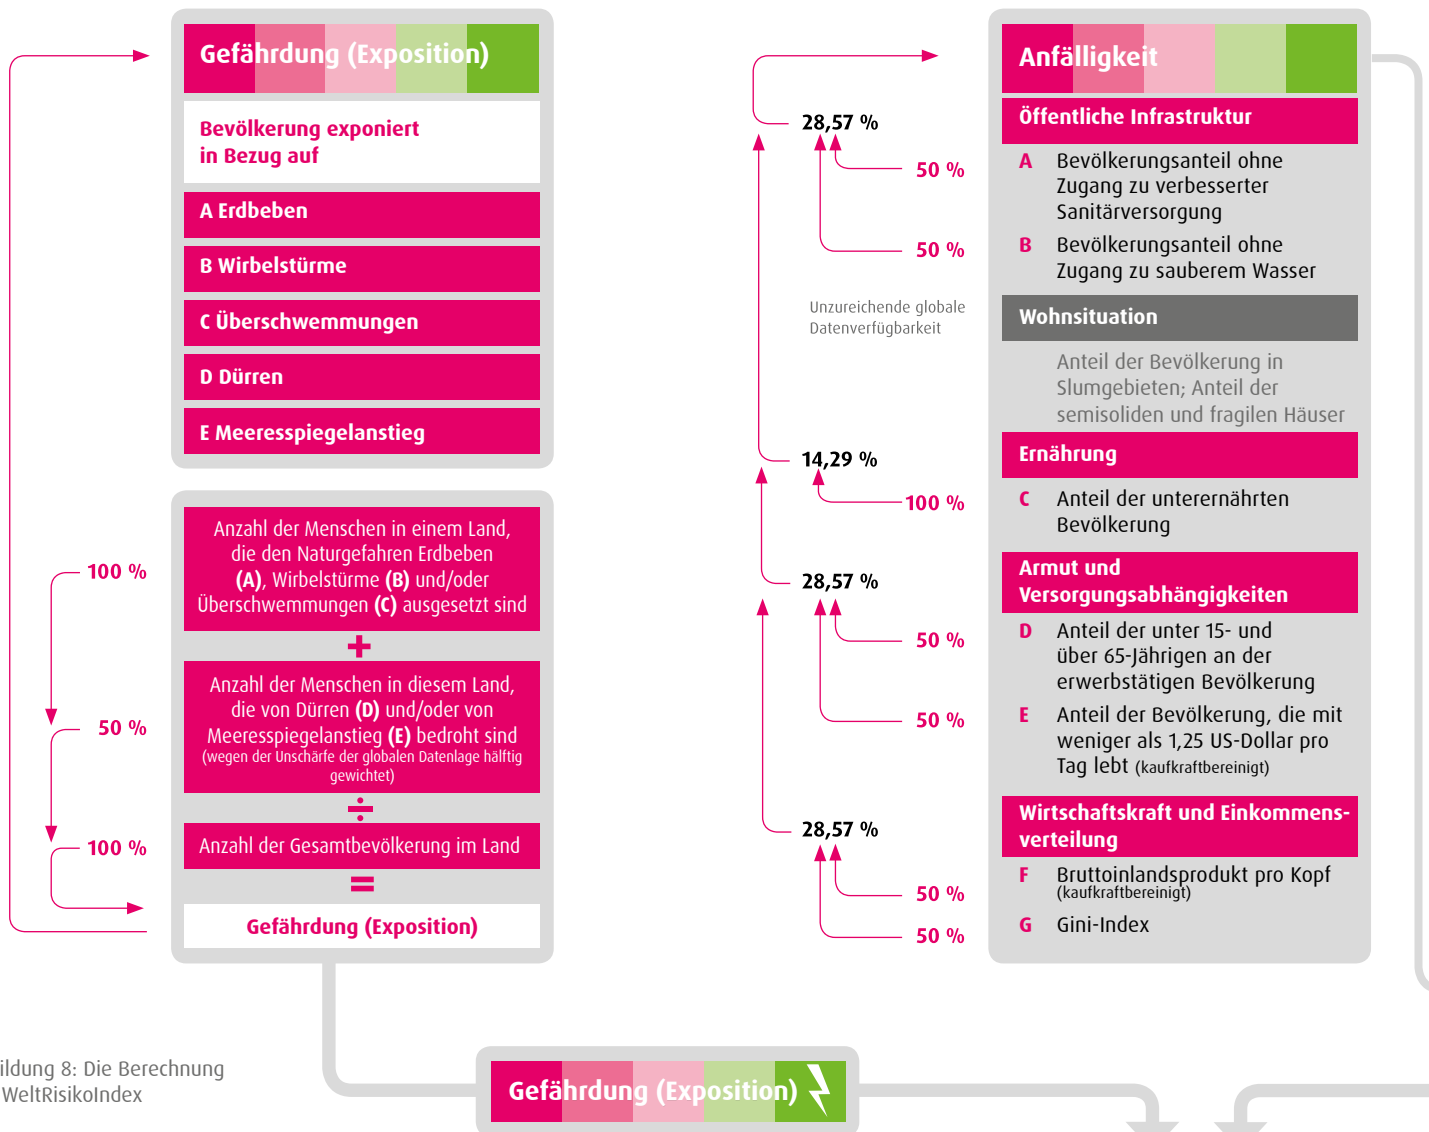 Gefährdung (Exposition)
Bevölkerung exponiert
in Bezug auf
A Erdbeben
B Wirbelstürme
C Überschwemmungen
D Dürren
E Meeresspiegelanstieg
100 %
Anzahl der Menschen in einem Land,
die den Naturgefahren Erdbeben
(A), Wirbelstürme (B) und/oder
Überschwemmungen (C) ausgesetzt sind
+
50 %
Anzahl der Menschen in diesem Land,
die von Dürren (D) und/oder von
Meeresspiegelanstieg (E) bedroht sind
(wegen der Unschärfe der globalen Datenlage hälftig
gewichtet)
÷
100 %
Anzahl der Gesamtbevölkerung im Land
=
Gefährdung (Exposition)
Anfälligkeit
28,57 %
Öffentliche Infrastruktur
50 %
A Bevölkerungsanteil ohne
Zugang zu verbesserter
Sanitärversorgung
50 %
B Bevölkerungsanteil ohne
Zugang zu sauberem Wasser
Unzureichende globale
Datenverfügbarkeit
Wohnsituation
Anteil der Bevölkerung in
Slumgebieten; Anteil der
semisoliden und fragilen Häuser
14,29 %
Ernährung
100 %
C Anteil der unterernährten
Bevölkerung
28,57 %
Armut und
Versorgungsabhängigkeiten
50 %
D Anteil der unter 15- und
über 65-Jährigen an der
erwerbstätigen Bevölkerung
50 %
E Anteil der Bevölkerung, die mit
weniger als 1,25 US-Dollar pro
Tag lebt (kaufkraftbereinigt)
28,57 %
Wirtschaftskraft und Einkommens-
verteilung
50 %
F Bruttoinlandsprodukt pro Kopf
(kaufkraftbereinigt)
50 %
G Gini-Index
ildung 8: Die Berechnung
WeltRisikoIndex
Gefährdung (Exposition)